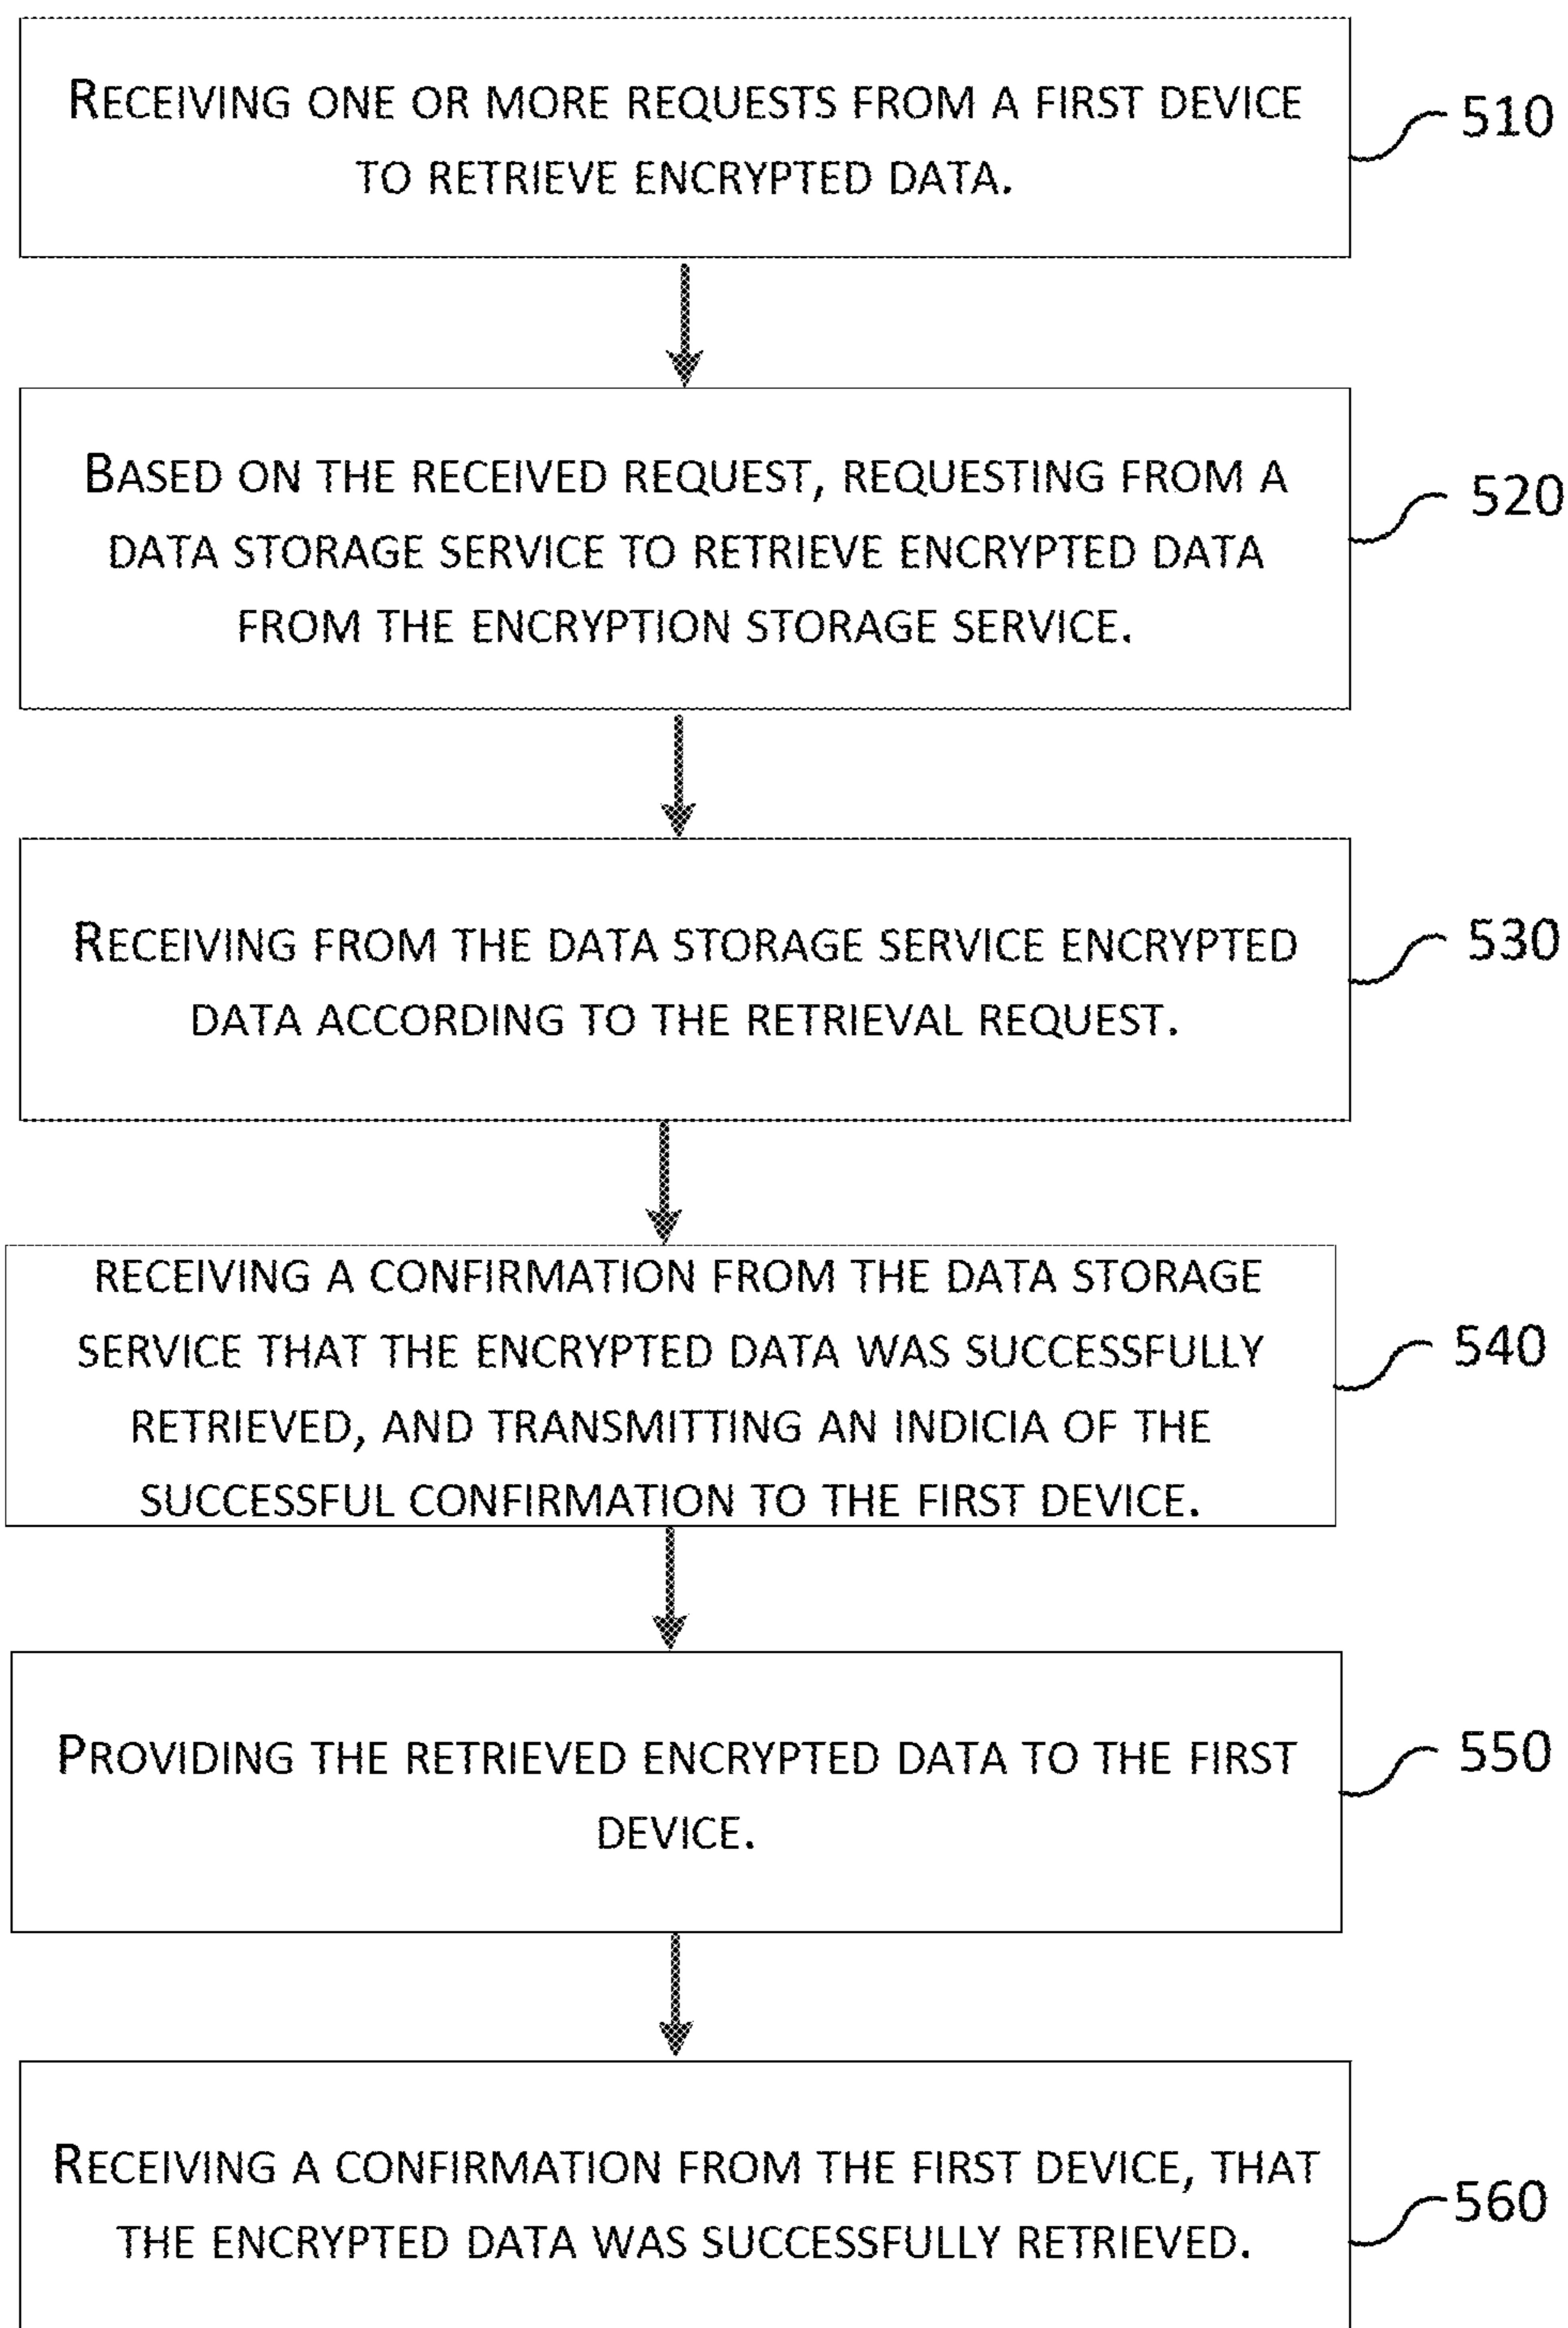 RECEIVING ONE OR MORE REQUESTS FROM A FIRST DEVICE
TO RETRIEVE ENCRYPTED DATA.
510
BASED ON THE RECEIVED REQUEST, REQUESTING FROM A
DATA STORAGE SERVICE TO RETRIEVE ENCRYPTED DATA
FROM THE ENCRYPTION STORAGE SERVICE.
520
RECEIVING FROM THE DATA STORAGE SERVICE ENCRYPTED
DATA ACCORDING TO THE RETRIEVAL REQUEST.
530
RECEIVING A CONFIRMATION FROM THE DATA STORAGE
SERVICE THAT THE ENCRYPTED DATA WAS SUCCESSFULLY
RETRIEVED, AND TRANSMITTING AN INDICIA OF THE
SUCCESSFUL CONFIRMATION TO THE FIRST DEVICE.
540
PROVIDING THE RETRIEVED ENCRYPTED DATA TO THE FIRST
DEVICE.
550
RECEIVING A CONFIRMATION FROM THE FIRST DEVICE, THAT
THE ENCRYPTED DATA WAS SUCCESSFULLY RETRIEVED.
560